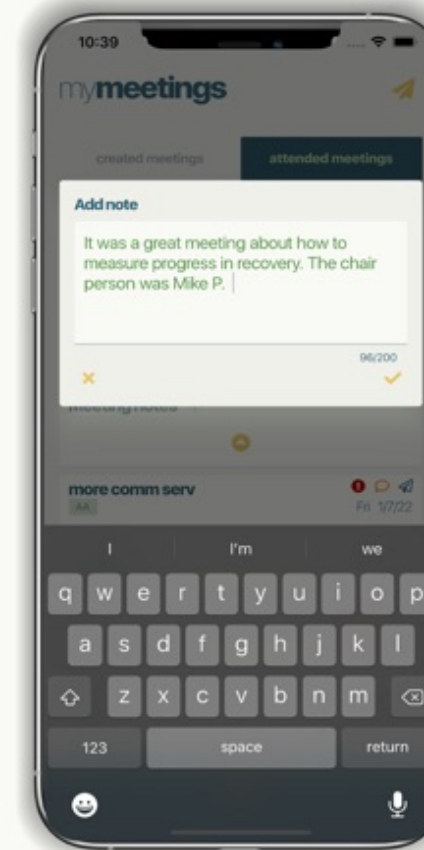 10:39
mymeetings
created meetings
attended meetings
Add note
It was a great meeting about how to
measure progress in recovery. The chair
person was Mike P.
96/200
meeting notes
more comm serv
AA
Fri 1/7/22
I I'm we
q w e r t y u i o p
a s d f g h j k l
z x c v b n m
123 space return